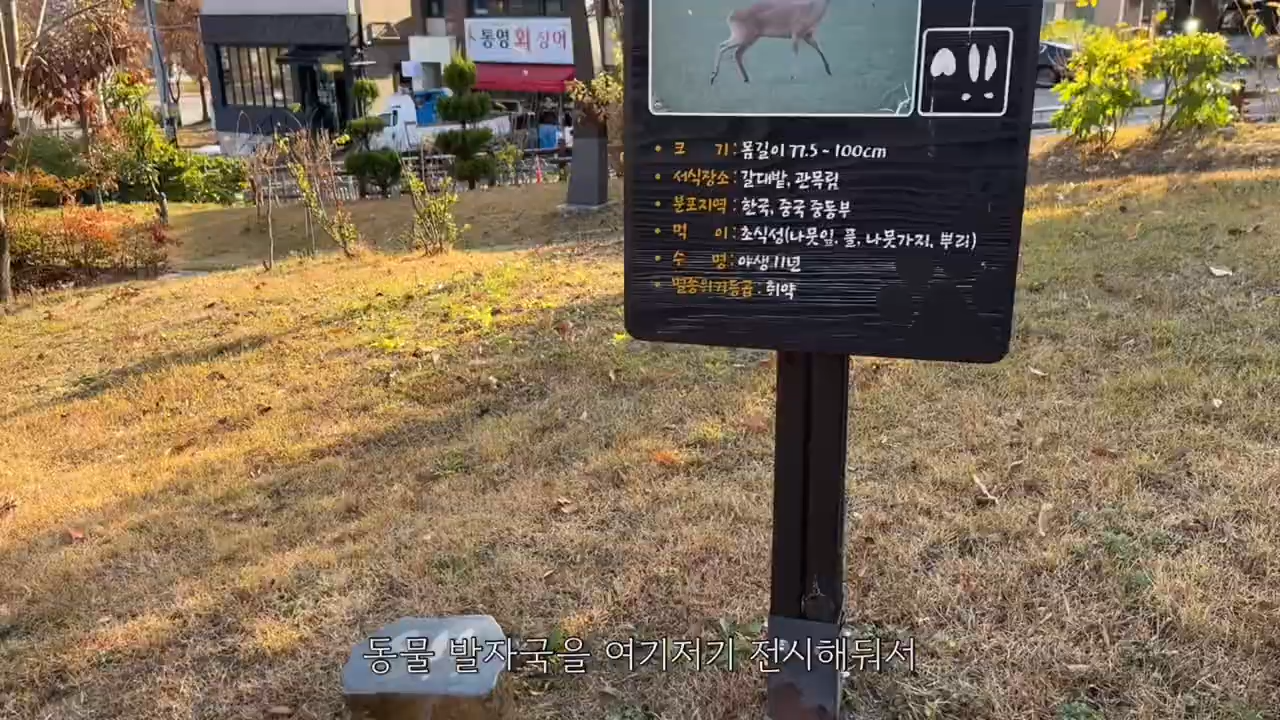 통영회장어
• 크 기 : 몸길이 77.5 - 100cm
• 서식장소 : 갈대밭, 관목림
• 분포지역 : 한국, 중국 중동부
• 먹 이 : 초식성(나뭇잎, 풀, 나뭇가지, 뿌리)
• 수 명 : 야생 11년
• 멸종위기등급 : 취약
동물 발자국을 여기저기 전시해둬서